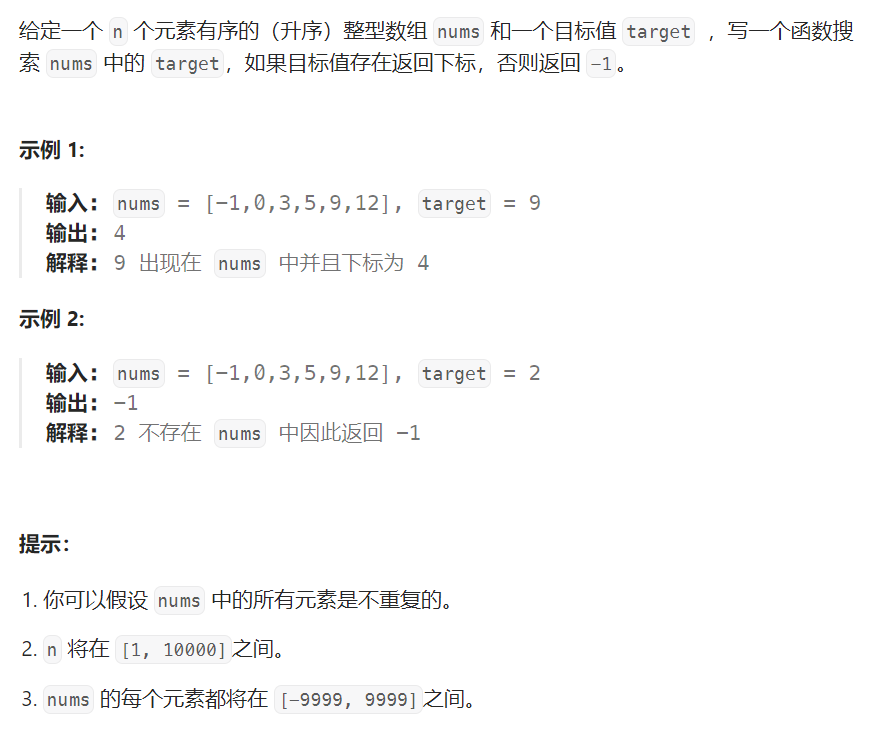 给定一个 n 个元素有序的（升序）整型数组 nums 和一个目标值 target ，写一个函数搜
索 nums 中的 target，如果目标值存在返回下标，否则返回 -1。
示例 1:
输入: nums = [-1,0,3,5,9,12], target = 9
输出: 4
解释: 9 出现在 nums 中并且下标为 4
示例 2:
输入: nums = [-1,0,3,5,9,12], target = 2
输出: -1
解释: 2 不存在 nums 中因此返回 -1
提示：
1. 你可以假设 nums 中的所有元素是不重复的。
2. n 将在 [1, 10000]之间。
3. nums 的每个元素都将在 [-9999, 9999]之间。